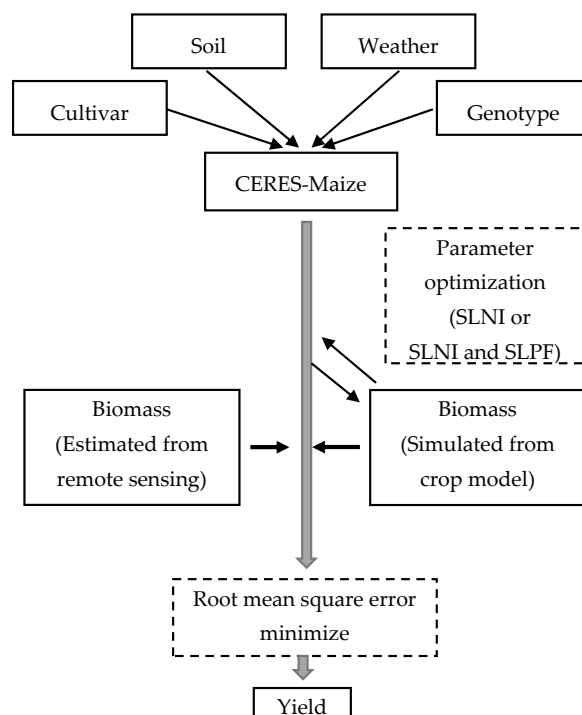 Soil
Weather
Cultivar
Genotype
CERES-Maize
Parameter
optimization
(SLNI or
SLNI and SLPF)
Biomass
(Estimated from
remote sensing)
Biomass
(Simulated from
crop model)
Root mean square error
minimize
Yield